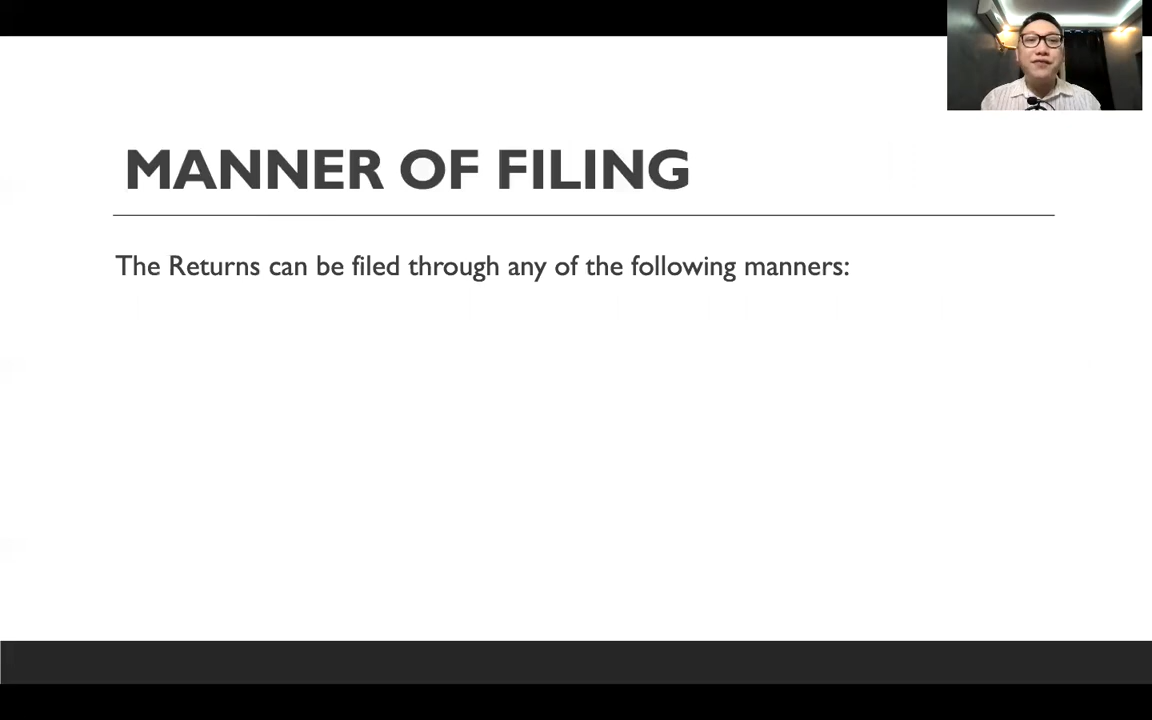 MANNER OF FILING
The Returns can be filed through any of the following manners: